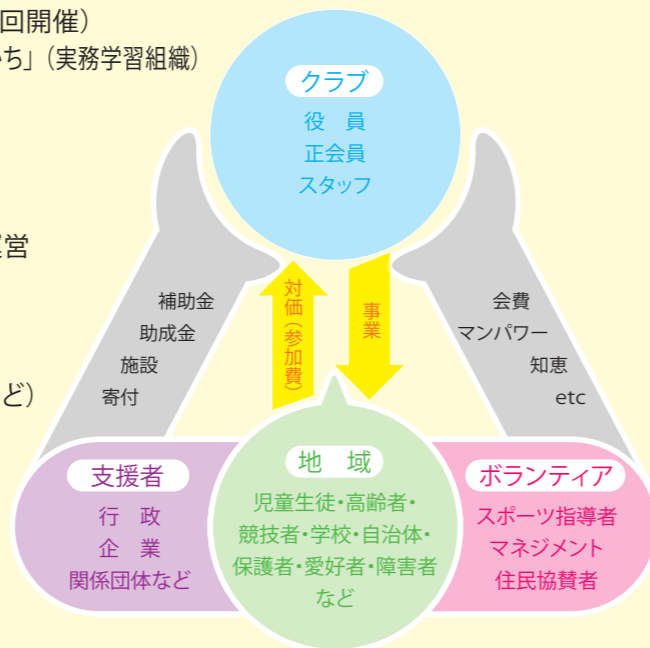 回開催）
ち」（実務学習組織）
営
ど）
クラブ
役　員
正会員
スタッフ
補助金
助成金
施設
寄付
対価（参加費）
事業
会費
マンパワー
知恵
etc
支援者
行　政
企　業
関係団体など
地　域
児童生徒・高齢者・
競技者・学校・自治体・
保護者・愛好者・障害者
など
ボランティア
スポーツ指導者
マネジメント
住民協賛者